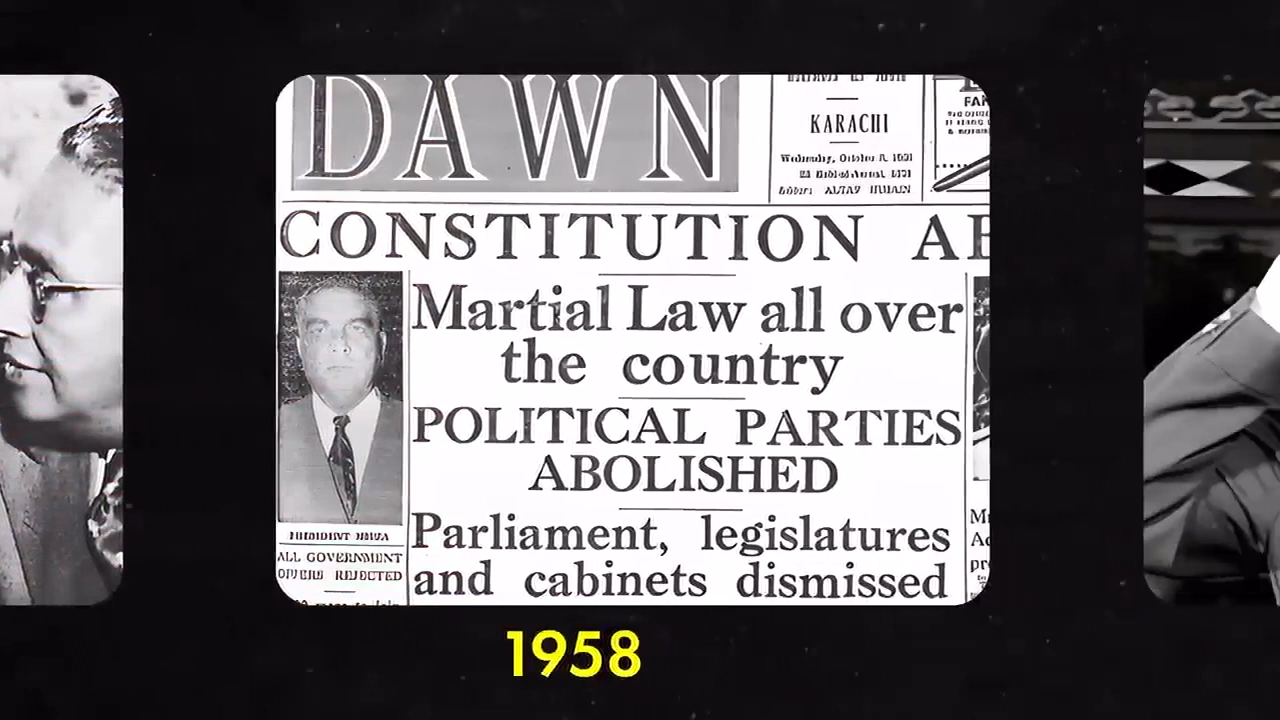 DAWN
KARACHI
CONSTITUTION AB
Martial Law all over
the country
POLITICAL PARTIES
ABOLISHED
Parliament, legislatures
and cabinets dismissed
ALL GOVERNMENT
REJECTED
1958